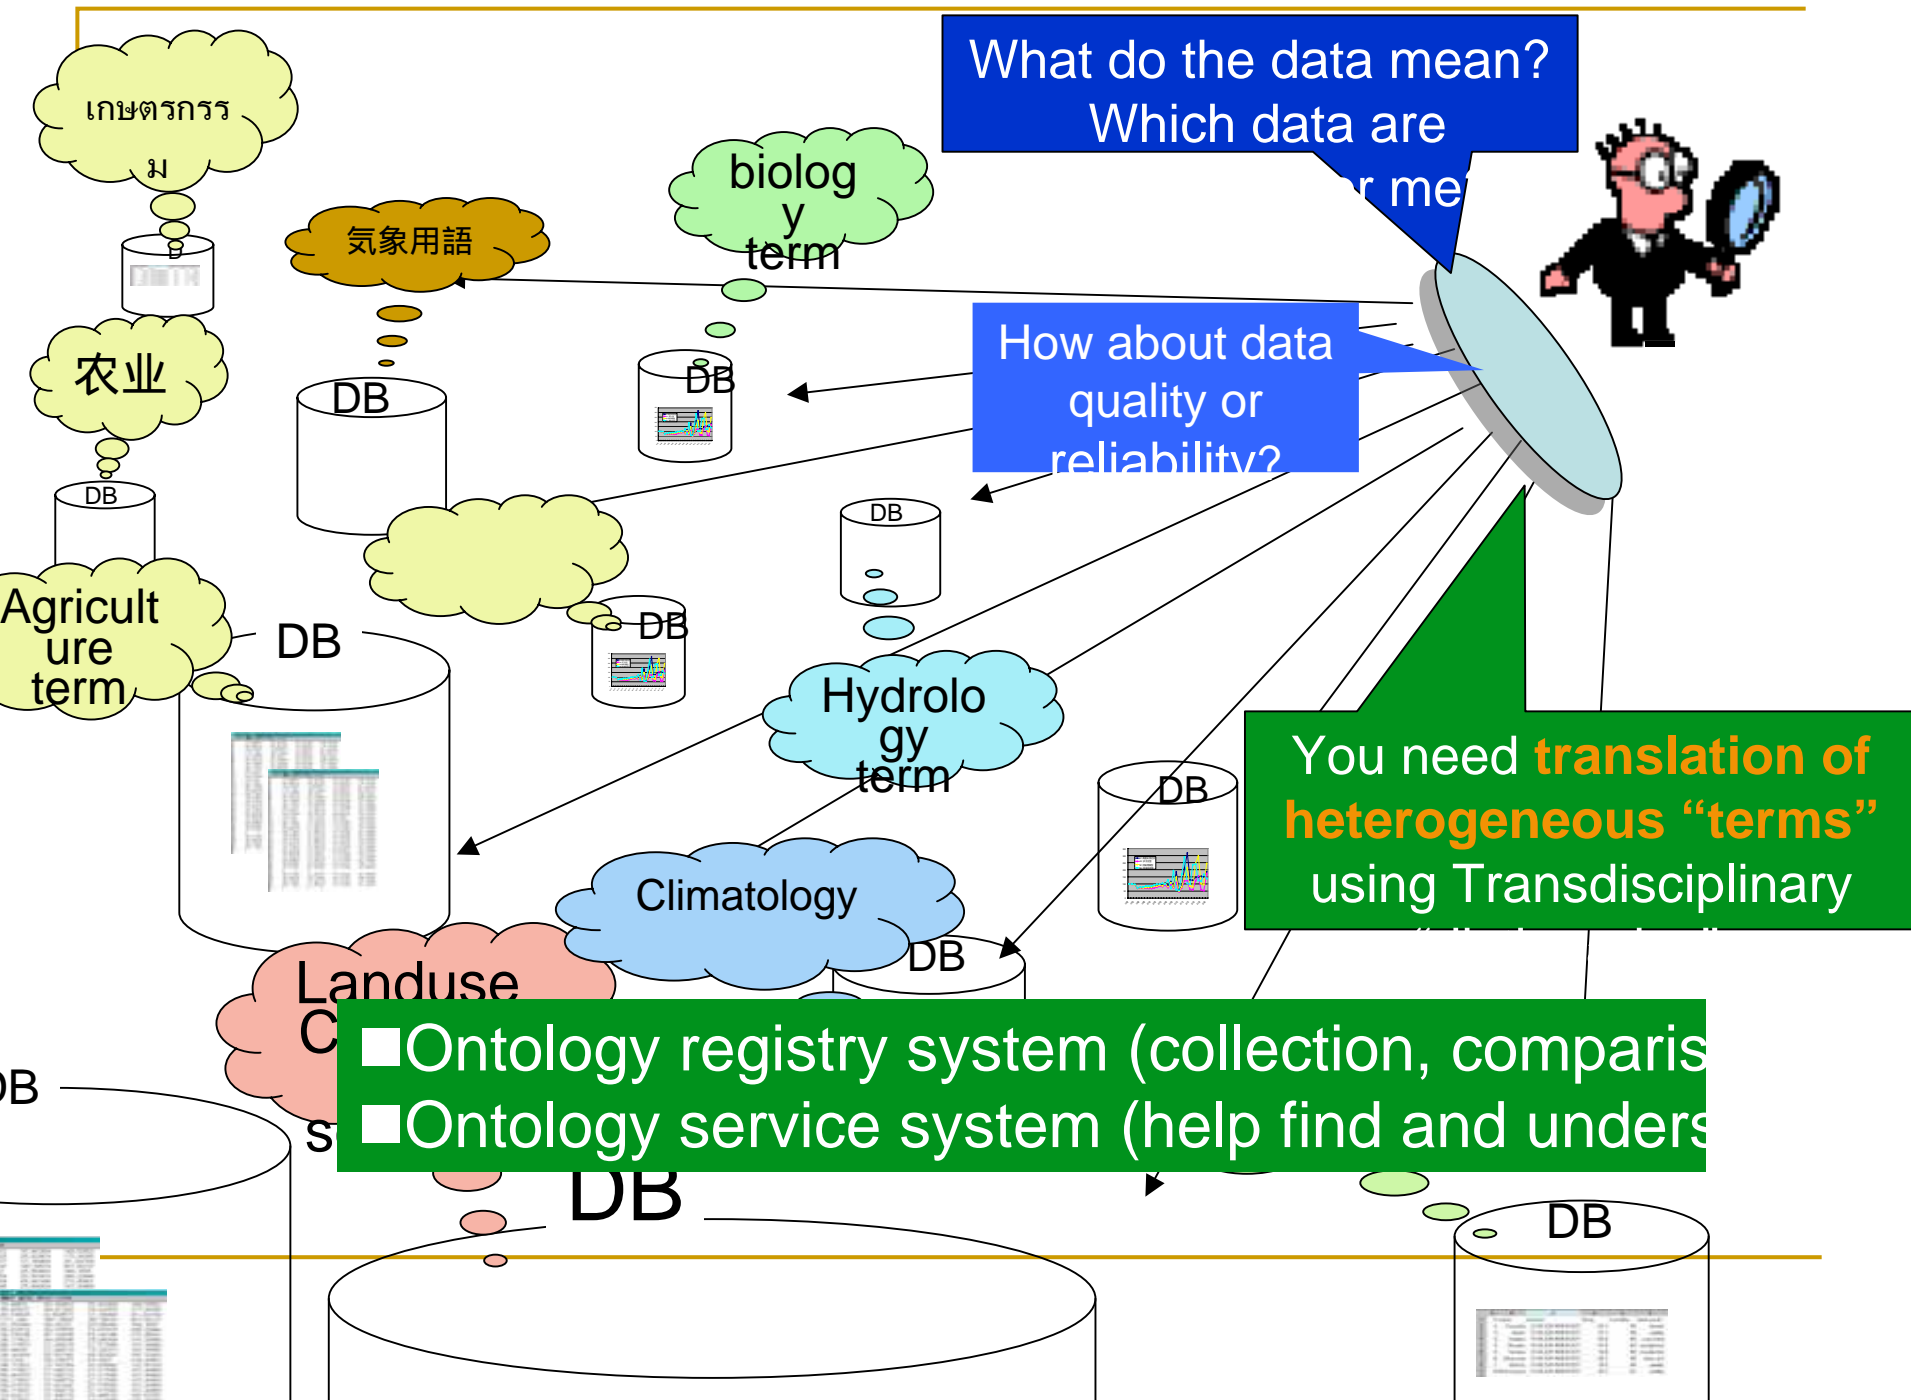 What do the data mean?
Which data are
r me
เกษตรกรร
ม
biolog
y
term
気象用語
How about data
quality or
reliability?
农业
DB
DB
DB
DB
Agricult
ure
term
DB
DB
Hydrolo
gy
term
DB
You need translation of
heterogeneous “terms”
using Transdisciplinary
Climatology
DB
Landuse
C
s
□Ontology registry system (collection, comparis
□Ontology service system (help find and unders
DB
DB
DB